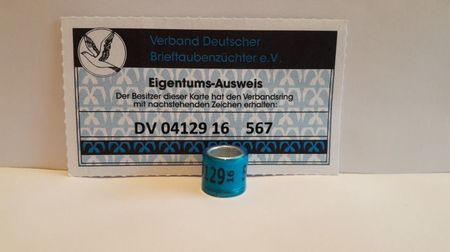 Verband Deutscher
Brieftaubenzüchter e.V.
Eigentums-Ausweis
Der Besitzer dieser Karte hat den Verbandsring
mit nachstehenden Zeichen erhalten:
DV 04129 16 567
129 16